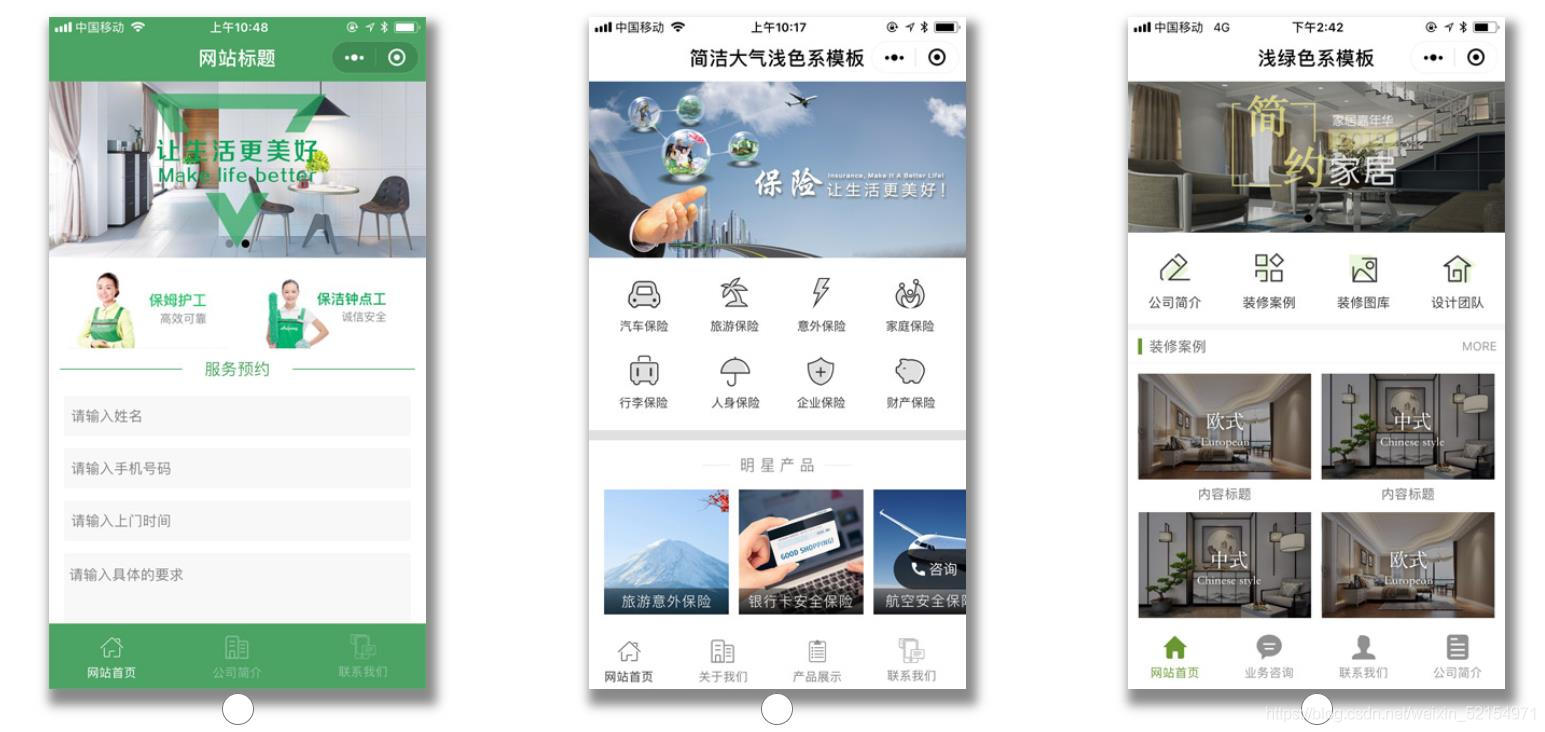 中国移动 上午10:48
网站标题
让生活更美好
Make life better
保姆护工
高效可靠
保洁钟点工
诚信安全
服务预约
请输入姓名
请输入手机号码
请输入上门时间
请输入具体的要求
网站首页 公司简介 联系我们
中国移动 上午10:17
简洁大气浅色系模板
保险
Insurance, Make It A Better Life!
让生活更美好!
汽车保险 旅游保险 意外保险 家庭保险
行李保险 人身保险 企业保险 财产保险
明星产品
GOOD SHOPPING!
咨询
旅游意外保险 银行卡安全保险 航空安全保
网站首页 关于我们 产品展示 联系我们
中国移动 4G 下午2:42
浅绿色系模板
简约
家居嘉年华
家居
公司简介 装修案例 装修图库 设计团队
装修案例 MORE
欧式 中式
European Chinese style
内容标题 内容标题
中式 欧式
Chinese style European
网站首页 业务咨询 联系我们 公司简介
https://blog.csdn.net/weixin_52154971